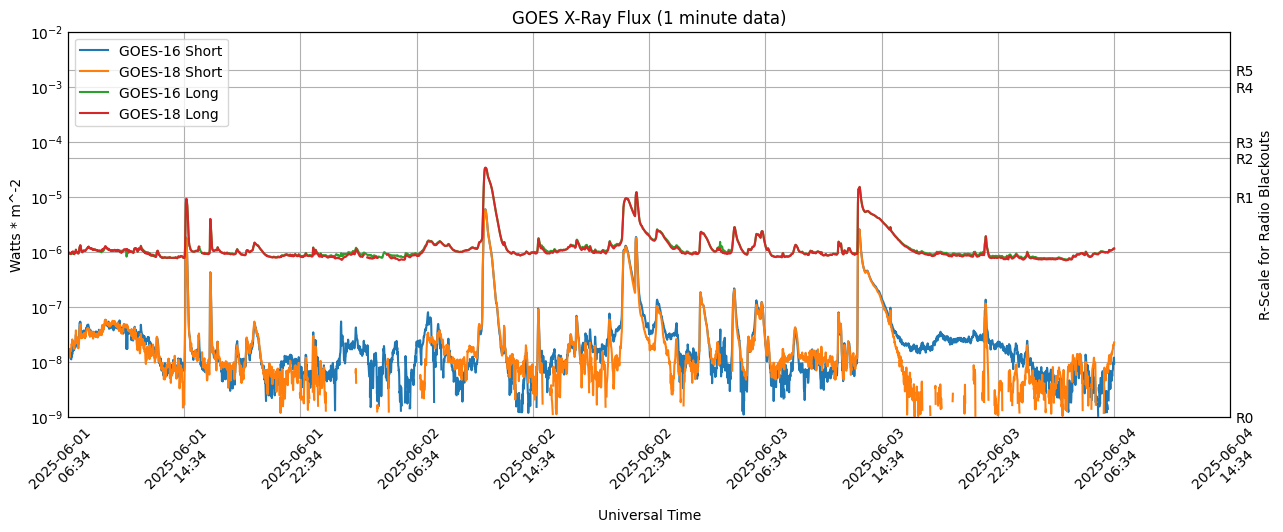 GOES X-Ray Flux (1 minute data)
GOES-16 Short
GOES-18 Short
GOES-16 Long
GOES-18 Long
Watts * m^-2
10^-2
10^-3
10^-4
10^-5
10^-6
10^-7
10^-8
10^-9
R5
R4
R3
R2
R1
R0
R-Scale for Radio Blackouts
2025-06-01
06:34
2025-06-01
14:34
2025-06-01
22:34
2025-06-02
06:34
2025-06-02
14:34
2025-06-02
22:34
2025-06-03
06:34
2025-06-03
14:34
2025-06-03
22:34
2025-06-04
06:34
2025-06-04
14:34
Universal Time